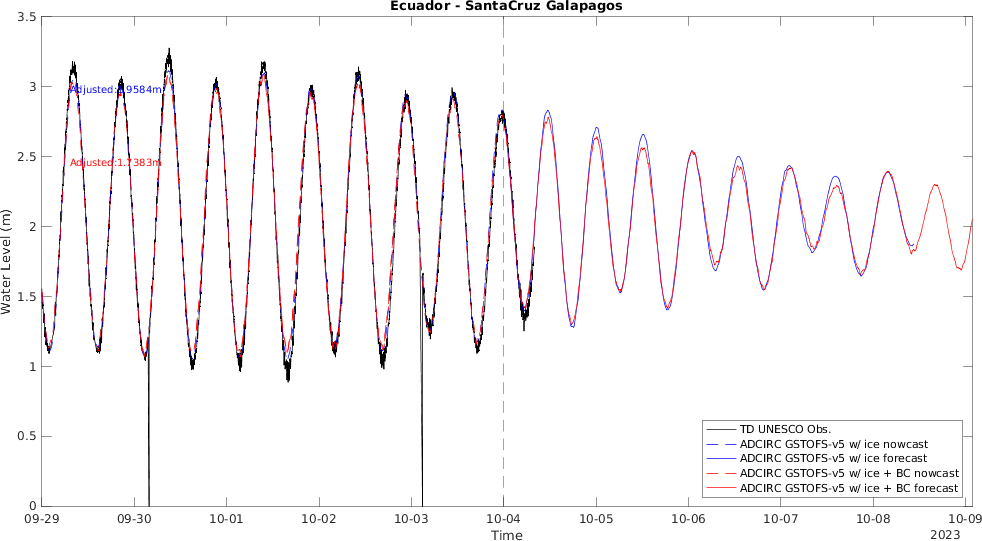 Ecuador - SantaCruz Galapagos
3.5
3
2.5
2
1.5
1
0.5
0
Water Level (m)
Adjusted:1.7383m
09-29
09-30
10-01
10-02
10-03
10-04
10-05
10-06
10-07
10-08
10-09
2023
Time
TD UNESCO Obs.
ADCIRC GSTOFS-v5 w/ ice nowcast
ADCIRC GSTOFS-v5 w/ ice forecast
ADCIRC GSTOFS-v5 w/ ice + BC nowcast
ADCIRC GSTOFS-v5 w/ ice + BC forecast